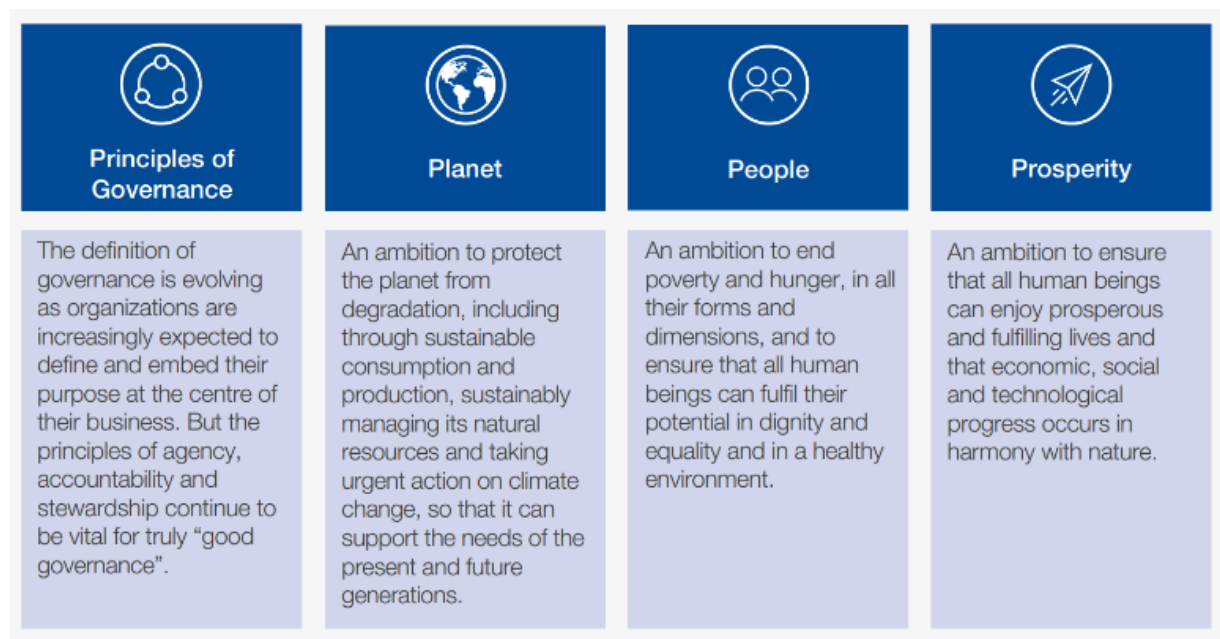 Principles of
Governance
The definition of
governance is evolving
as organizations are
increasingly expected to
define and embed their
purpose at the centre of
their business. But the
principles of agency,
accountability and
stewardship continue to
be vital for truly “good
governance”.
Planet
An ambition to protect
the planet from
degradation, including
through sustainable
consumption and
production, sustainably
managing its natural
resources and taking
urgent action on climate
change, so that it can
support the needs of the
present and future
generations.
People
An ambition to end
poverty and hunger, in all
their forms and
dimensions, and to
ensure that all human
beings can fulfil their
potential in dignity and
equality and in a healthy
environment.
Prosperity
An ambition to ensure
that all human beings
can enjoy prosperous
and fulfilling lives and
that economic, social
and technological
progress occurs in
harmony with nature.